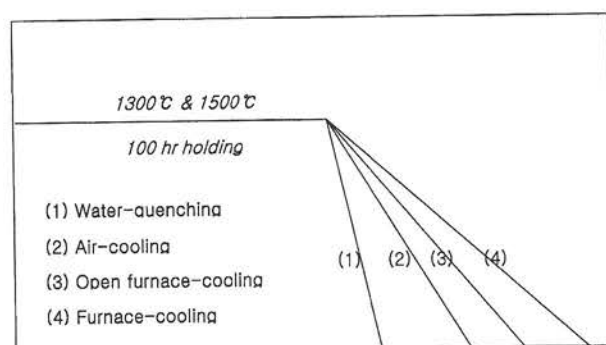 1300℃ & 1500℃
100 hr holding
(1) Water-quenching
(2) Air-cooling
(3) Open furnace-cooling
(4) Furnace-cooling
(1) (2) (3) (4)